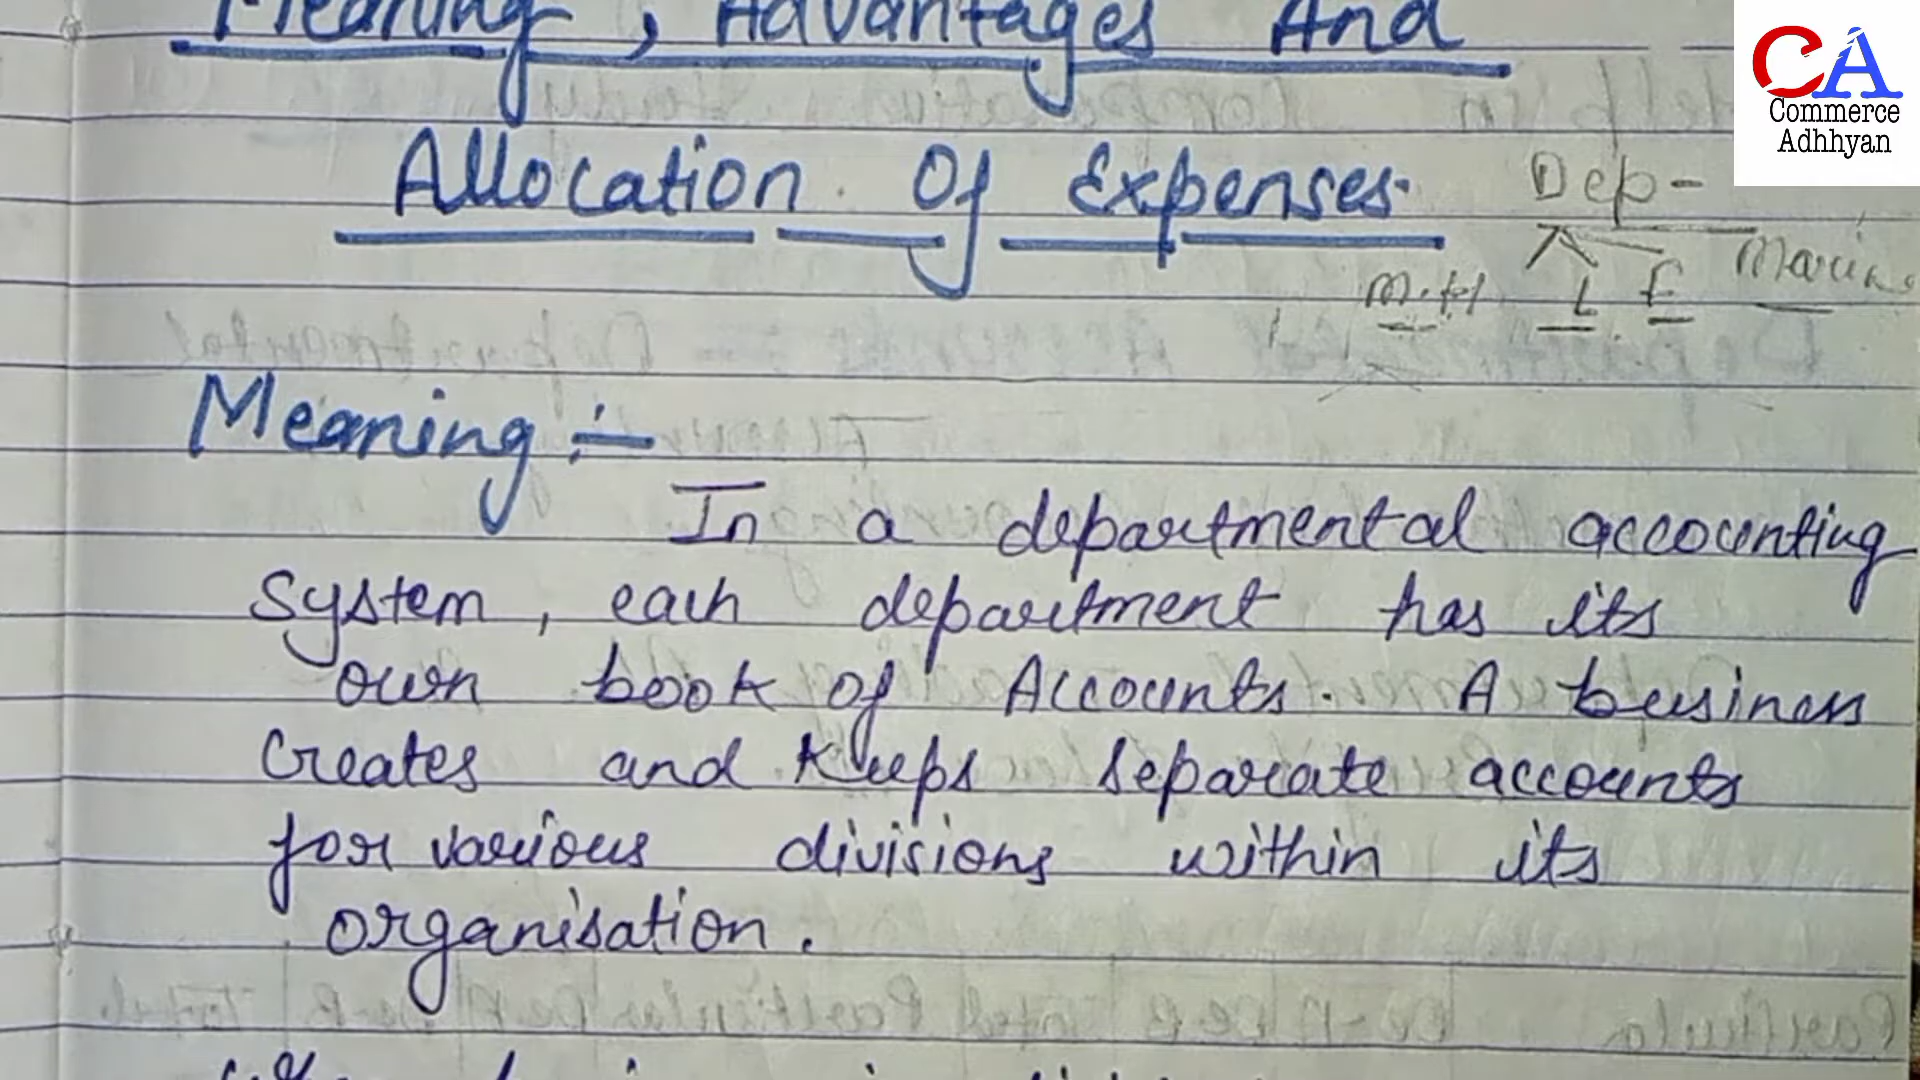 Meaning, Advantages And
Allocation Of Expenses.
CA
Commerce
Adhhyan
Dep-
L E
Meaning :-
In a departmental accounting
system, each department has its
own book of Accounts. A business
creates and keeps separate accounts
for various divisions within its
organisation.